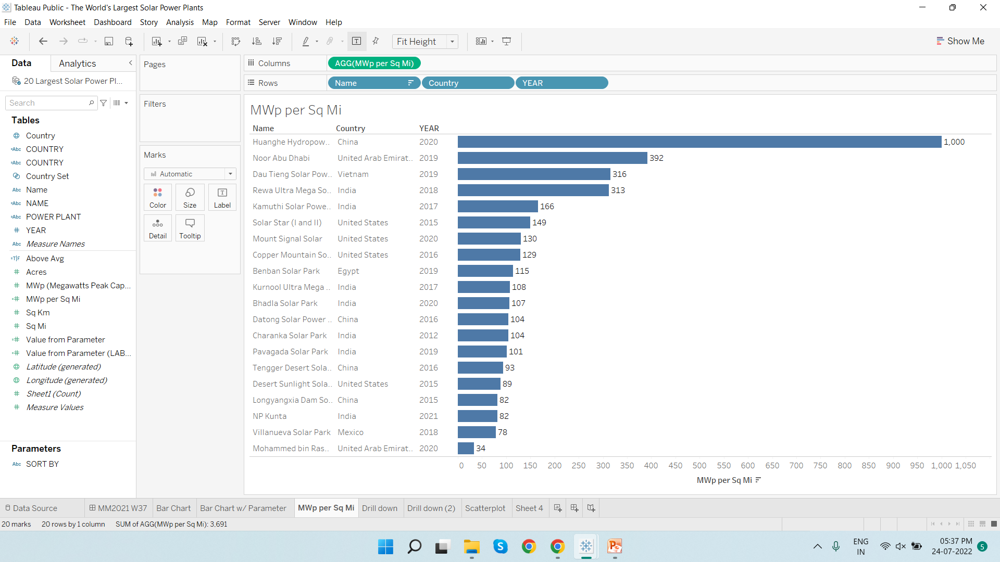 Tableau Public - The World's Largest Solar Power Plants
File Data Worksheet Dashboard Story Analysis Map Format Server Window Help
Fit Height
Show Me
Data Analytics
20 Largest Solar Power Pl...
Search
Tables
Country
=Abc COUNTRY
=Abc COUNTRY
Country Set
Abc Name
=Abc NAME
=Abc POWER PLANT
# YEAR
Abc Measure Names
=T|F Above Avg
# Acres
# MWp (Megawatts Peak Cap...
=# MWp per Sq Mi
# Sq Km
# Sq Mi
=# Value from Parameter
=# Value from Parameter (LAB...
Latitude (generated)
Longitude (generated)
# Sheet1 (Count)
# Measure Values
Parameters
Abc SORT BY
Pages
Filters
Marks
Automatic
Color Size Label
Detail Tooltip
Columns AGG(MWp per Sq Mi)
Rows Name Country YEAR
MWp per Sq Mi
Name Country YEAR
Huanghe Hydropow.. China 2020 1,000
Noor Abu Dhabi United Arab Emirat.. 2019 392
Dau Tieng Solar Pow.. Vietnam 2019 316
Rewa Ultra Mega So.. India 2018 313
Kamuthi Solar Powe.. India 2017 166
Solar Star (I and II) United States 2015 149
Mount Signal Solar United States 2020 130
Copper Mountain So.. United States 2016 129
Benban Solar Park Egypt 2019 115
Kurnool Ultra Mega .. India 2017 108
Bhadla Solar Park India 2020 107
Datong Solar Power .. China 2016 104
Charanka Solar Park India 2012 104
Pavagada Solar Park India 2019 101
Tengger Desert Sola.. China 2016 93
Desert Sunlight Sola.. United States 2015 89
Longyangxia Dam So.. China 2015 82
NP Kunta India 2021 82
Villanueva Solar Park Mexico 2018 78
Mohammed bin Ras.. United Arab Emirat.. 2020 34
0 50 100 150 200 250 300 350 400 450 500 550 600 650 700 750 800 850 900 950 1,000 1,050
MWp per Sq Mi
Data Source MM2021 W37 Bar Chart Bar Chart w/ Parameter MWp per Sq Mi Drill down Drill down (2) Scatterplot Sheet 4
20 marks 20 rows by 1 column SUM of AGG(MWp per Sq Mi): 3,691
ENG
IN
05:37 PM
24-07-2022
5